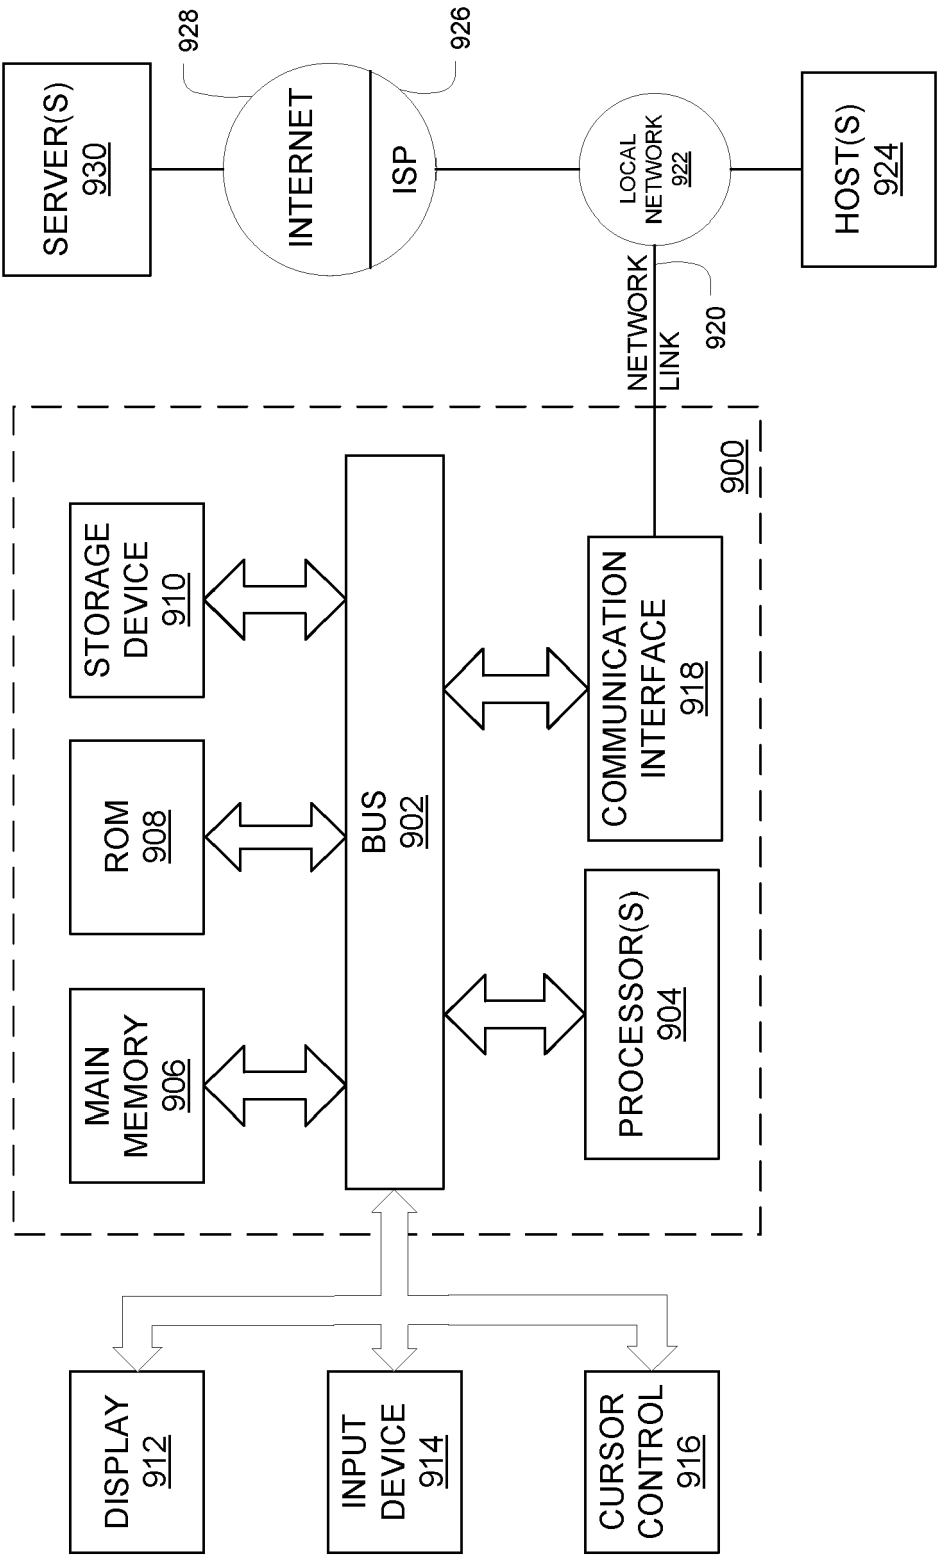 DISPLAY
912
INPUT
DEVICE
914
CURSOR
CONTROL
916
MAIN
MEMORY
906
ROM
908
STORAGE
DEVICE
910
BUS
902
PROCESSOR(S)
904
COMMUNICATION
INTERFACE
918
900
NETWORK
LINK
920
SERVER(S)
930
928
INTERNET
926
ISP
LOCAL
NETWORK
922
HOST(S)
924